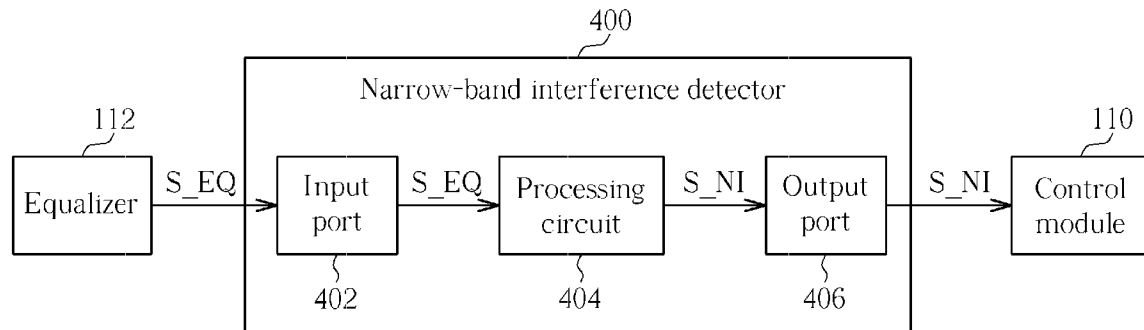 400
Narrow-band interference detector
112
110
Equalizer
S_EQ
Input
port
S_EQ
Processing
circuit
S_NI
Output
port
S_NI
Control
module
402
404
406